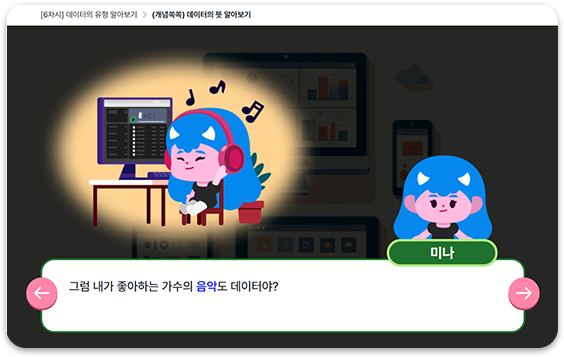 [6차시] 데이터의 유형 알아보기 > (개념쏙쏙) 데이터의 뜻 알아보기
미나
그럼 내가 좋아하는 가수의 음악도 데이터야?